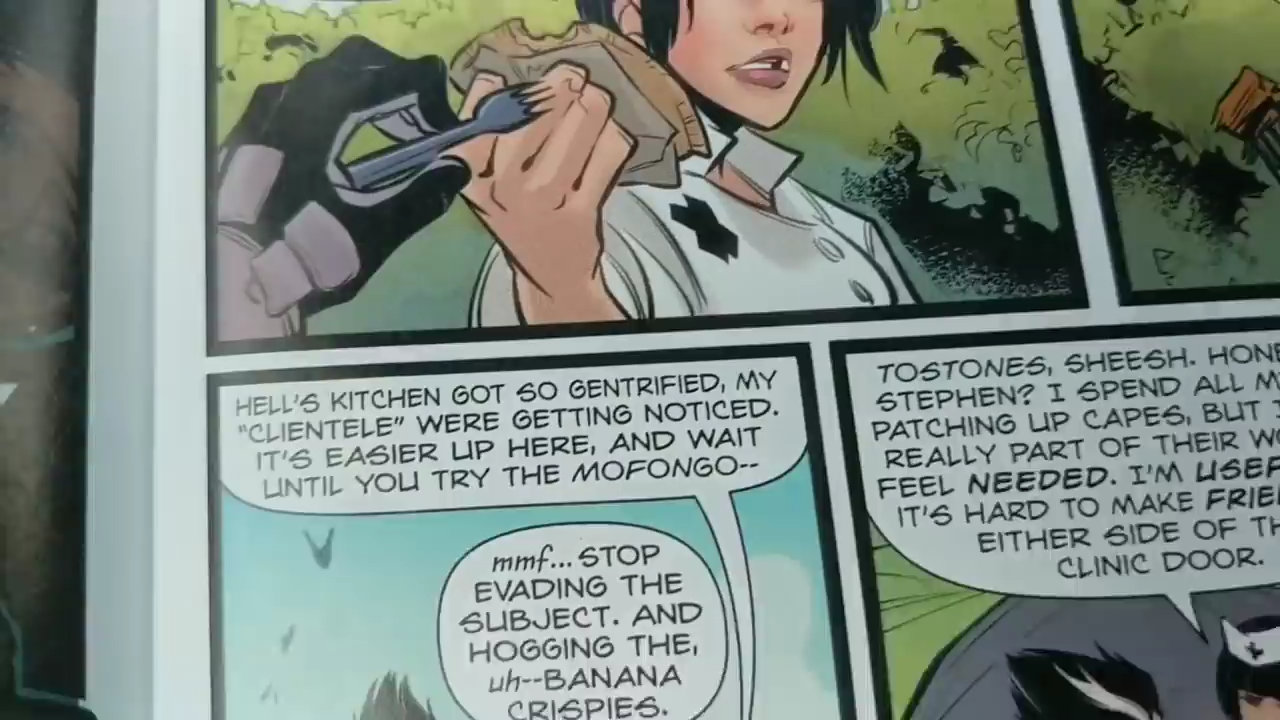 HELL'S KITCHEN GOT SO GENTRIFIED, MY
"CLIENTELE" WERE GETTING NOTICED.
IT'S EASIER UP HERE, AND WAIT
UNTIL YOU TRY THE MOFONGO--
mmf... STOP
EVADING THE
SUBJECT. AND
HOGGING THE,
uh--BANANA
CRISPIES.
TOSTONES, SHEESH.
STEPHEN? I SPEND ALL
PATCHING UP CAPES, BUT
REALLY PART OF THEIR
FEEL NEEDED. I'M
IT'S HARD TO MAKE
EITHER SIDE OF
CLINIC DOOR.